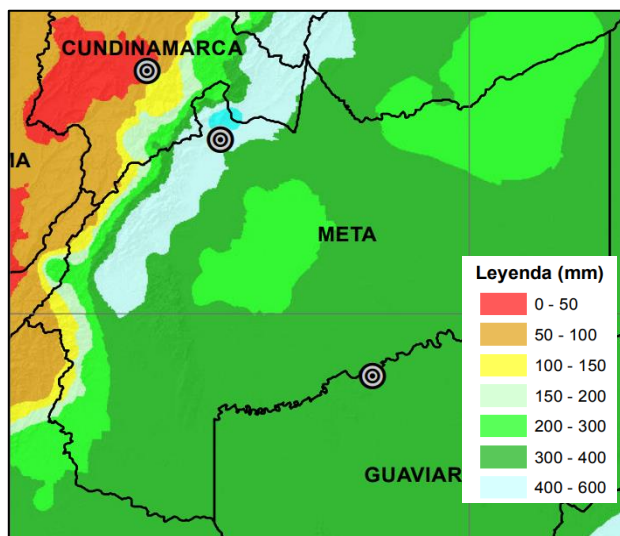 CUNDINAMARCA
MA
META
Leyenda (mm)
0 - 50
50 - 100
100 - 150
150 - 200
200 - 300
300 - 400
400 - 600
GUAVIAR